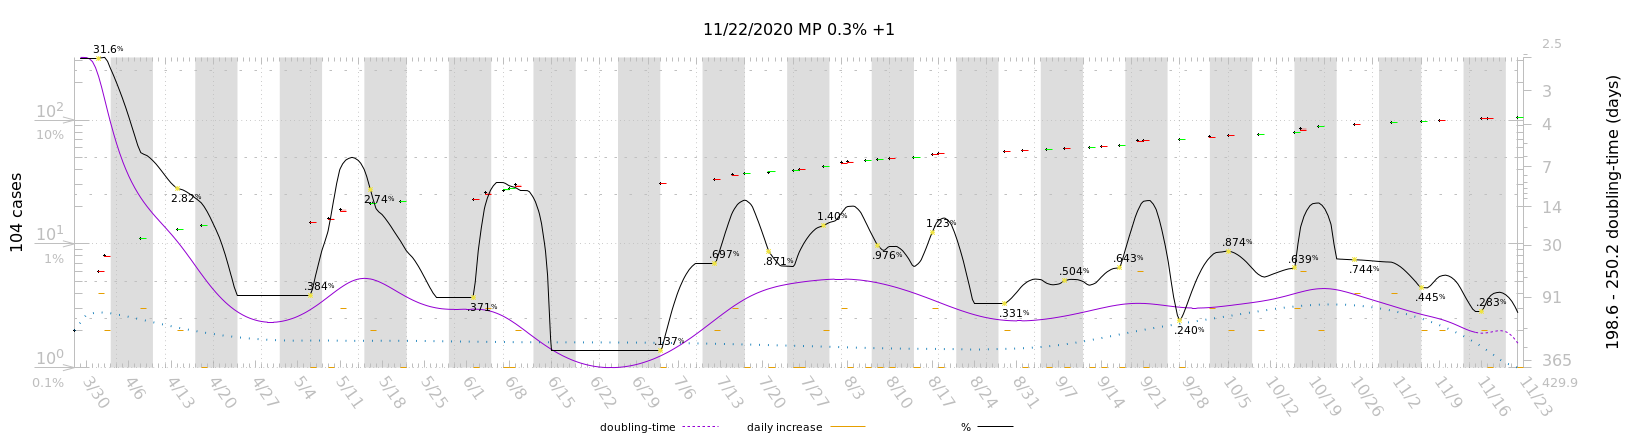 11/22/2020 MP 0.3% +1
104 cases
10² 10% 10¹ 1% 10⁰ 0.1%
31.6% 2.82% .384% 2.74% .371% .137% .697% .871% 1.40% .976% 1.23% .331% .504% .643% .240% .874% .639% .744% .445% .283%
2.5 3 4 7 14 30 91 365 429.9
198.6 - 250.2 doubling-time (days)
3/30 4/6 4/13 4/20 4/27 5/4 5/11 5/18 5/25 6/1 6/8 6/15 6/22 6/29 7/6 7/13 7/20 7/27 8/3 8/10 8/17 8/24 8/31 9/7 9/14 9/21 9/28 10/5 10/12 10/19 10/26 11/2 11/9 11/16 11/23
doubling-time daily increase %